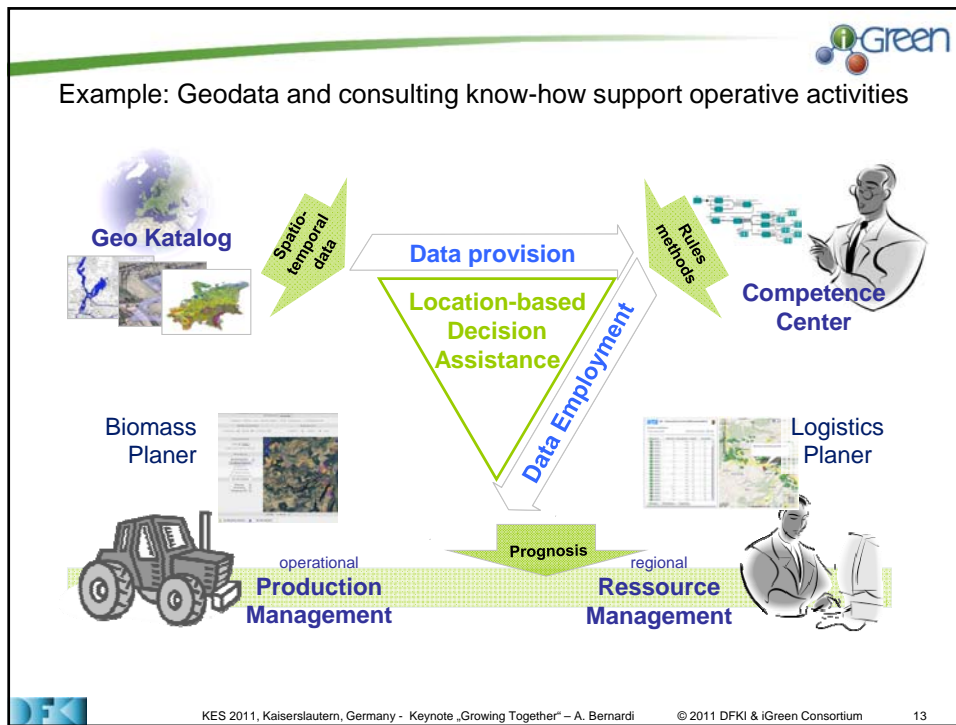 i-Green
Example: Geodata and consulting know-how support operative activities
Geo Katalog
Spatio-
temporal
data
Data provision
Rules
methods
Competence
Center
Location-based
Decision
Assistance
Data Employment
Biomass
Planer
Logistics
Planer
Prognosis
operational
Production
Management
regional
Ressource
Management
DFKI
KES 2011, Kaiserslautern, Germany - Keynote „Growing Together“ – A. Bernardi
© 2011 DFKI & iGreen Consortium
13